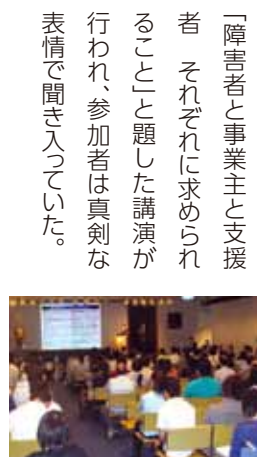 「障害者と事業主と支援
者　それぞれに求められ
ること」と題した講演が
行われ、参加者は真剣な
表情で聞き入っていた。